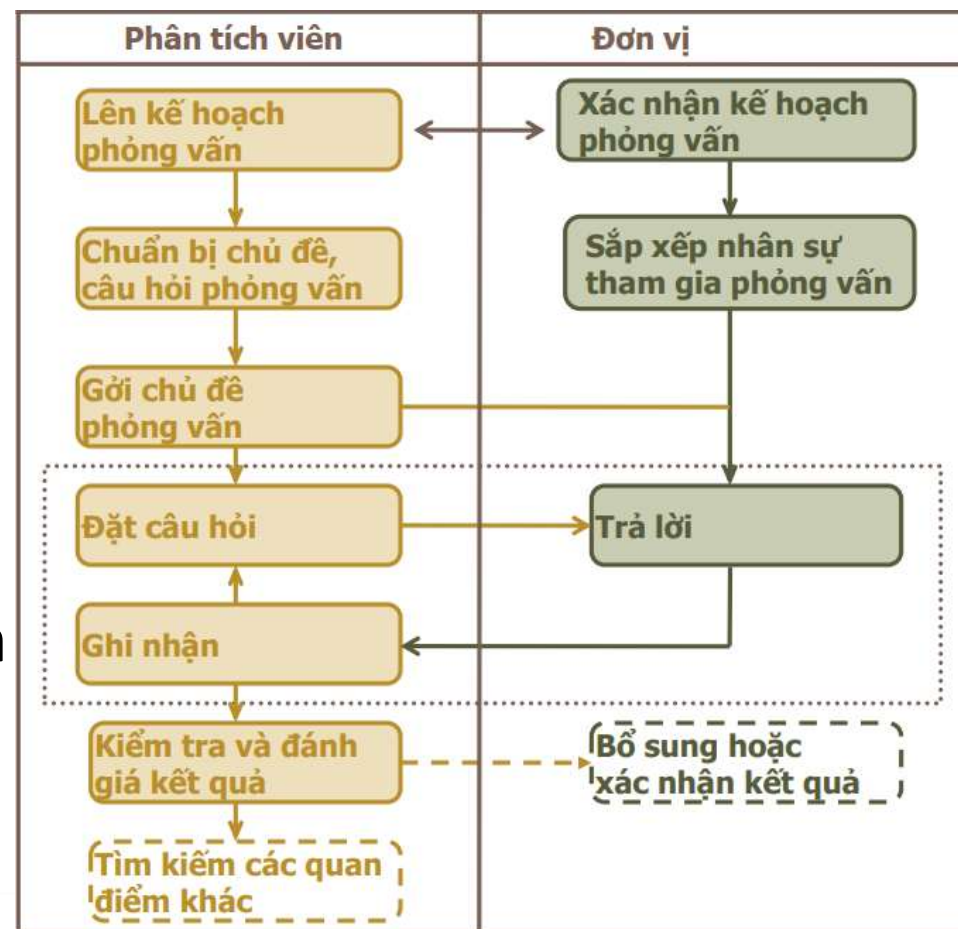 Phân tích viên
Đơn vị
Lên kế hoạch
phỏng vấn
Xác nhận kế hoạch
phỏng vấn
Chuẩn bị chủ đề,
câu hỏi phỏng vấn
Sắp xếp nhân sự
tham gia phỏng vấn
Gởi chủ đề
phỏng vấn
Đặt câu hỏi
Trả lời
Ghi nhận
Kiểm tra và đánh
giá kết quả
Bổ sung hoặc
xác nhận kết quả
Tìm kiếm các quan
điểm khác